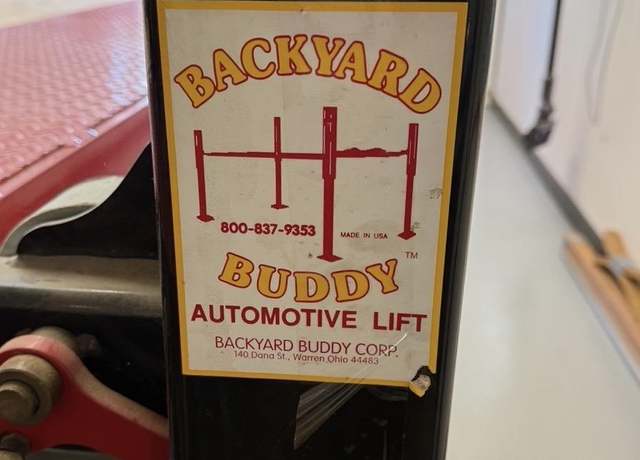 BACKYARD
800-837-9353
MADE IN USA
BUDDY TM
AUTOMOTIVE LIFT
BACKYARD BUDDY CORP.
140 Dana St., Warren, Ohio 44483